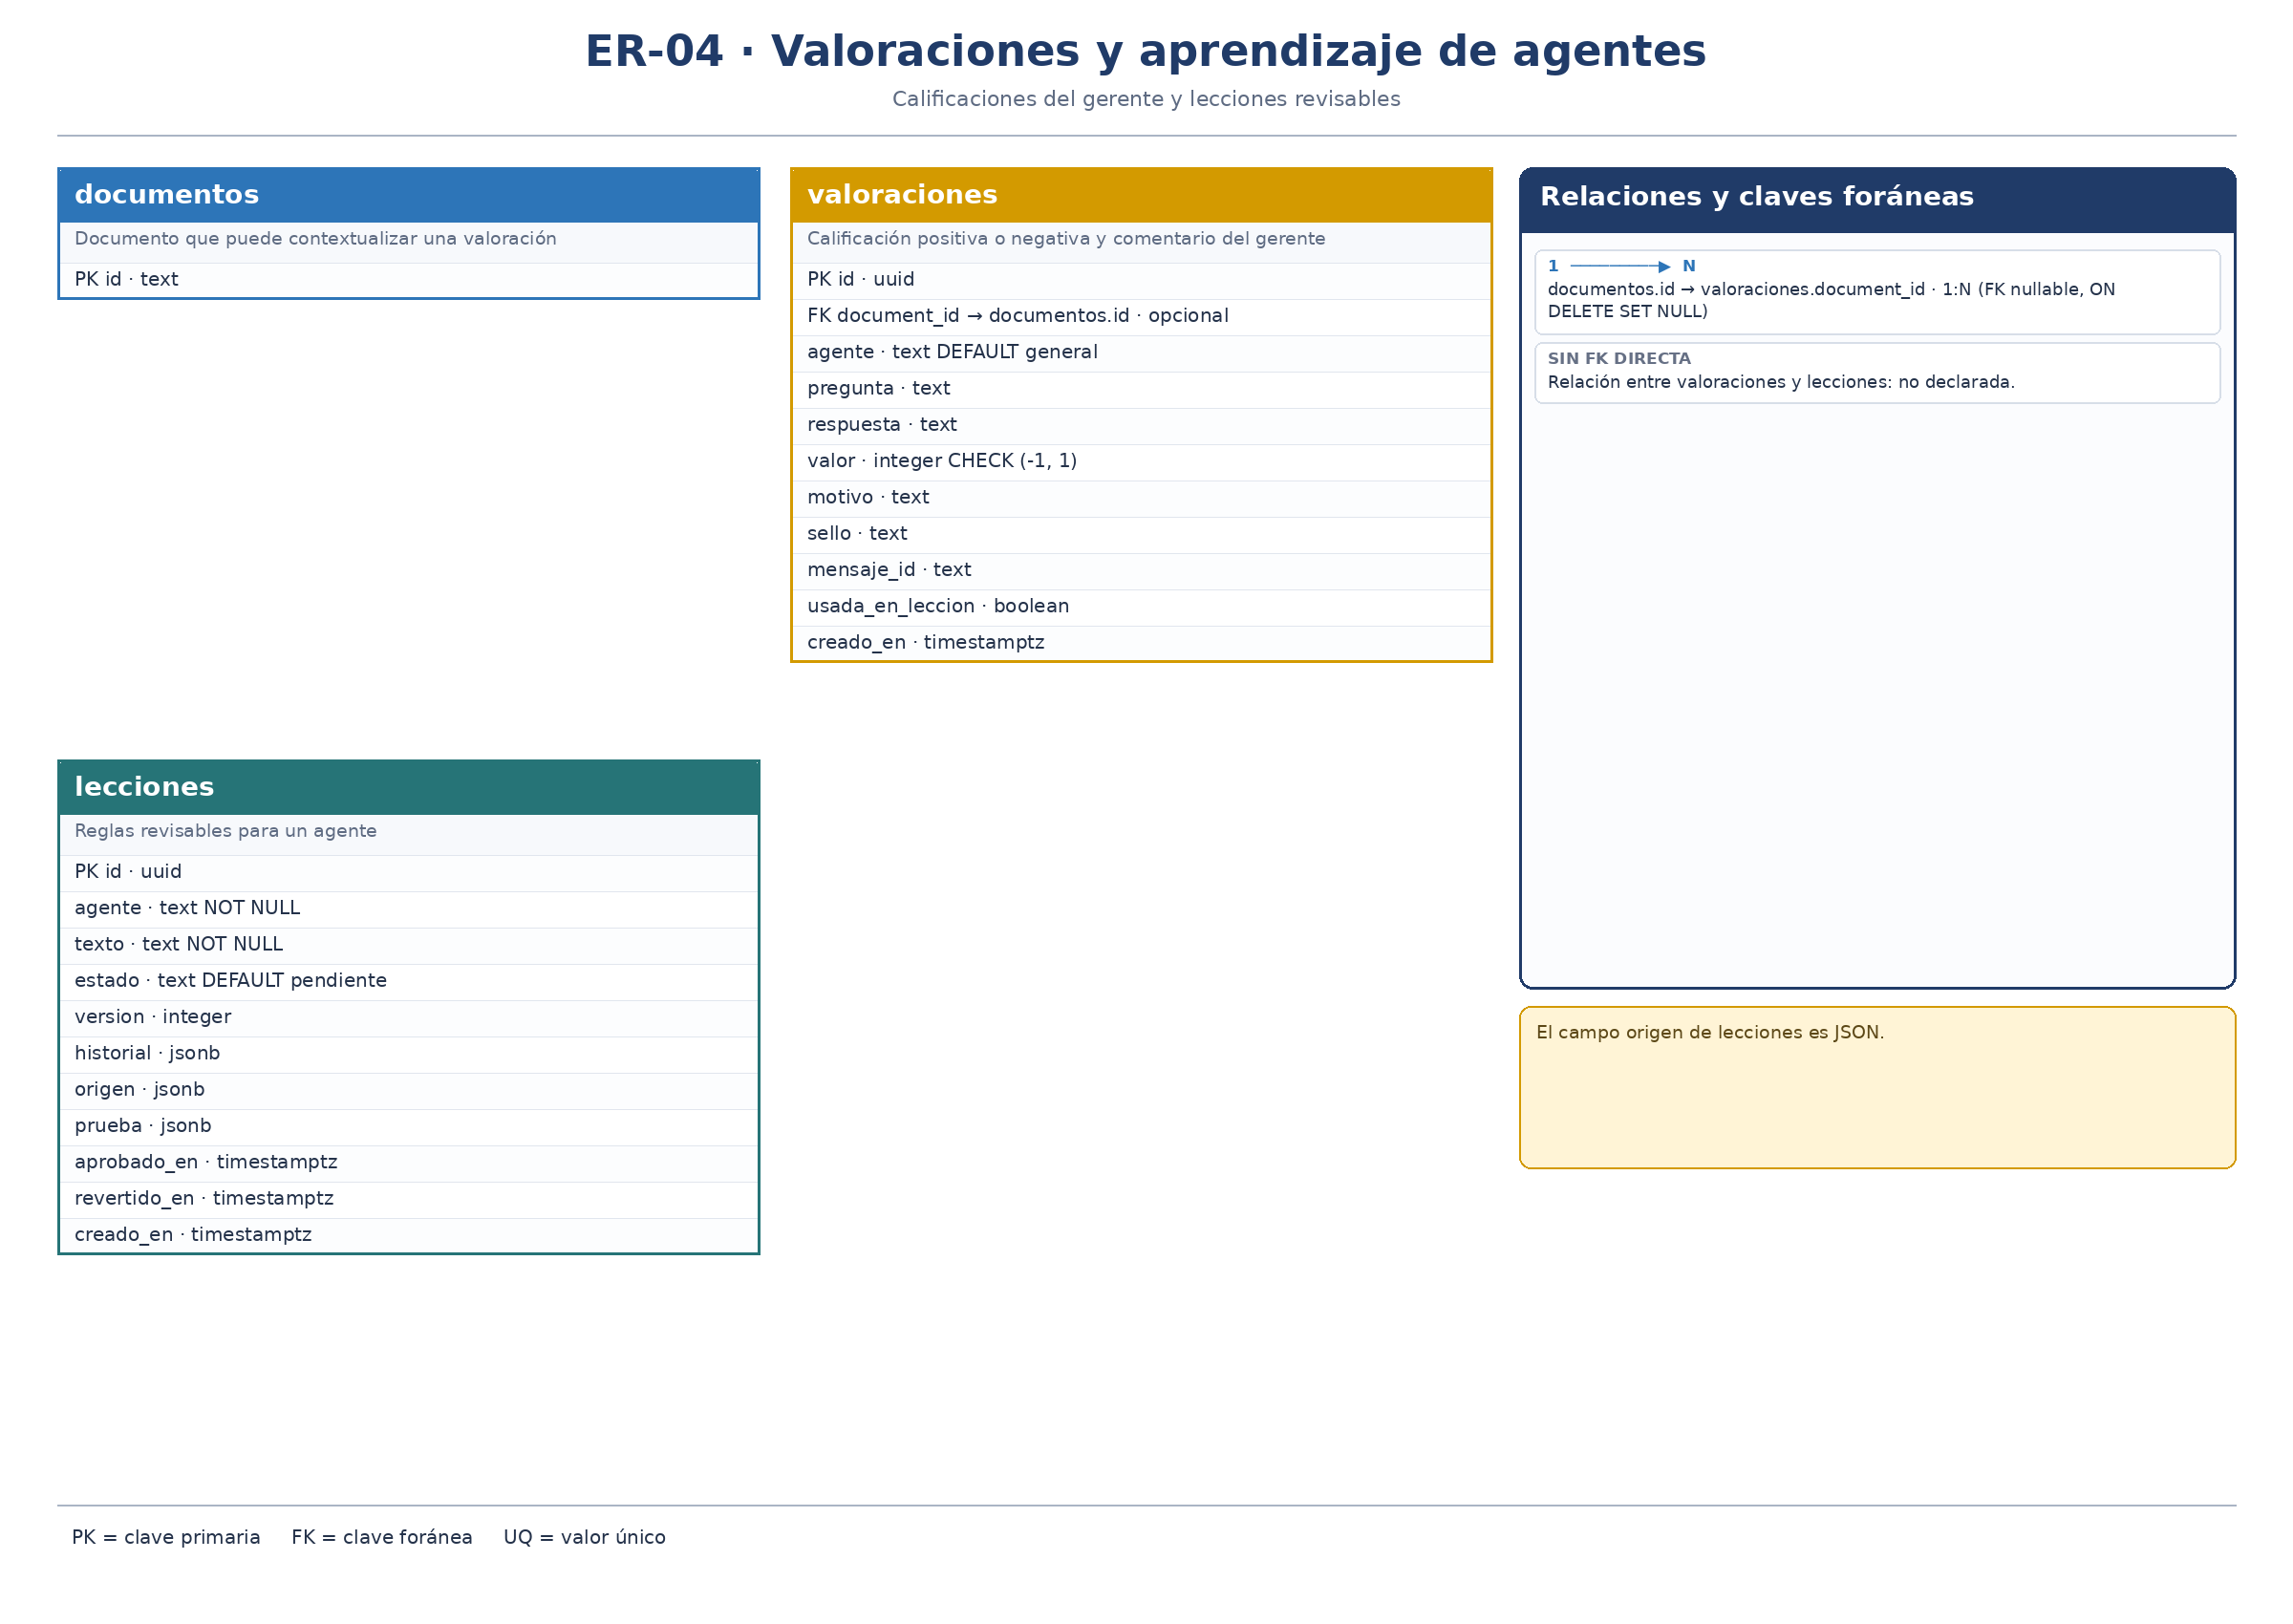 ER-04 · Valoraciones y aprendizaje de agentes
Calificaciones del gerente y lecciones revisables
documentos
Documento que puede contextualizar una valoración
PK id · text
valoraciones
Calificación positiva o negativa y comentario del gerente
PK id · uuid
FK document_id → documentos.id · opcional
agente · text DEFAULT general
pregunta · text
respuesta · text
valor · integer CHECK (-1, 1)
motivo · text
sello · text
mensaje_id · text
usada_en_leccion · boolean
creado_en · timestamptz
Relaciones y claves foráneas
1 → N
documentos.id → valoraciones.document_id · 1:N (FK nullable, ON
DELETE SET NULL)
SIN FK DIRECTA
Relación entre valoraciones y lecciones: no declarada.
lecciones
Reglas revisables para un agente
PK id · uuid
agente · text NOT NULL
texto · text NOT NULL
estado · text DEFAULT pendiente
version · integer
historial · jsonb
origen · jsonb
prueba · jsonb
aprobado_en · timestamptz
revertido_en · timestamptz
creado_en · timestamptz
El campo origen de lecciones es JSON.
PK = clave primaria FK = clave foránea UQ = valor único